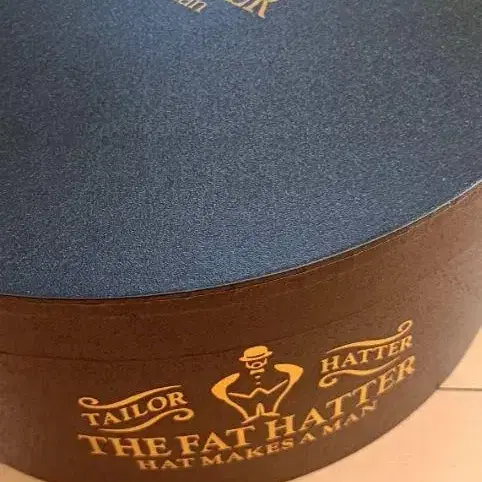 TAILOR HATTER
THE FAT HATTER
HAT MAKES A MAN